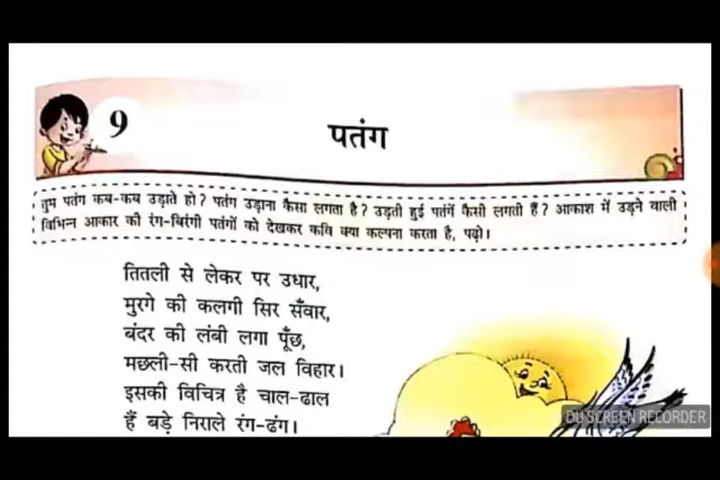 9
पतंग
तुम पतंग कब-कब उड़ाते हो? पतंग उड़ाना कैसा लगता है? उड़ती हुई पतंगें कैसी लगती हैं? आकाश में उड़ने वाली
विभिन्न आकार की रंग-बिरंगी पतंगों को देखकर कवि क्या कल्पना करता है, पढ़ो।
तितली से लेकर पर उधार,
मुरगे की कलगी सिर सँवार,
बंदर की लंबी लगा पूँछ,
मछली-सी करती जल विहार।
इसकी विचित्र है चाल-ढाल
हैं बड़े निराले रंग-ढंग।
DU SCREEN RECORDER